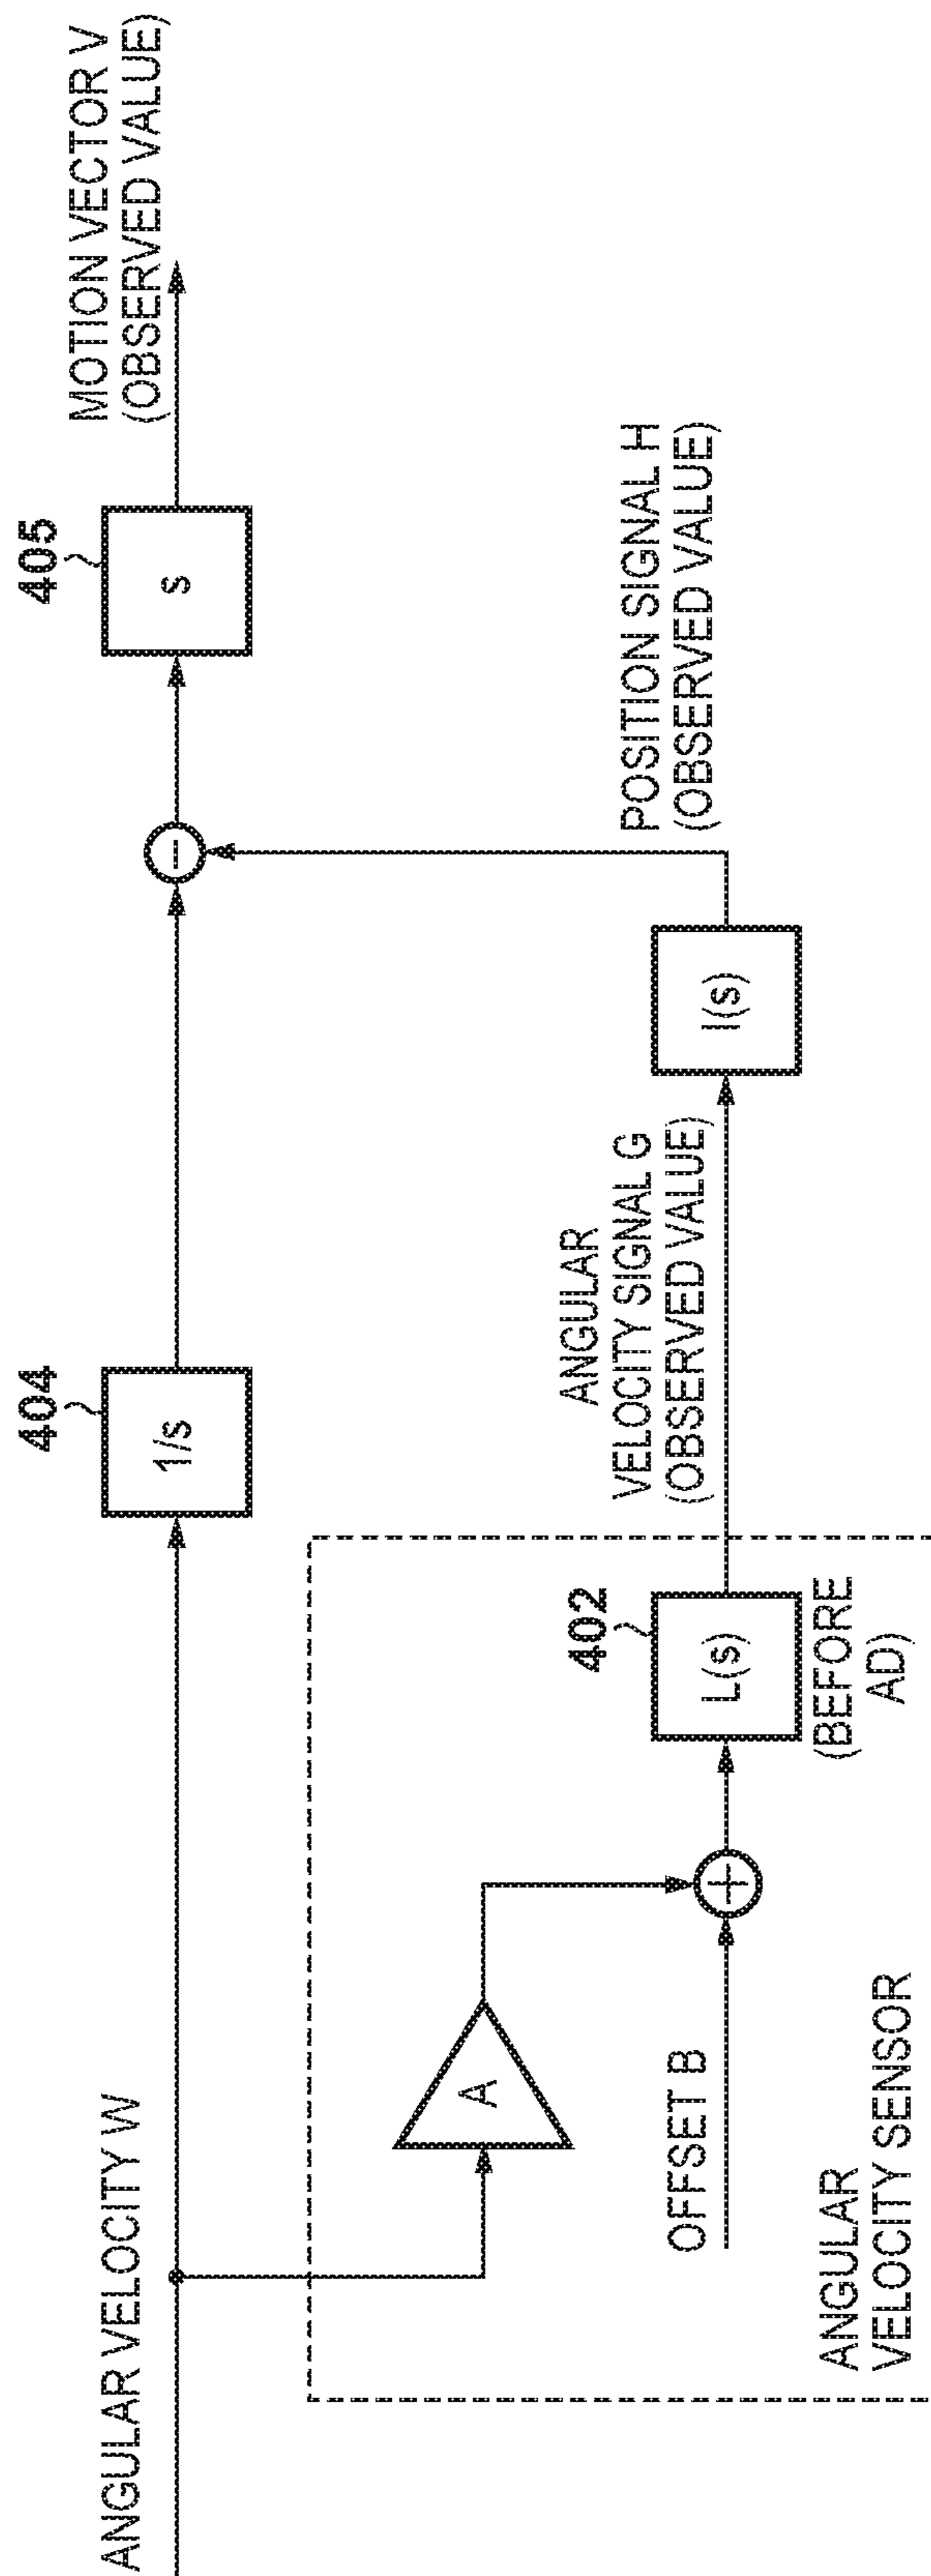 ANGULAR VELOCITY W
404
1/s
405
s
MOTION VECTOR V
(OBSERVED VALUE)
−
A
OFFSET B
+
402
L(s)
(BEFORE
AD)
ANGULAR
VELOCITY SENSOR
ANGULAR
VELOCITY SIGNAL G
(OBSERVED VALUE)
I(s)
POSITION SIGNAL H
(OBSERVED VALUE)